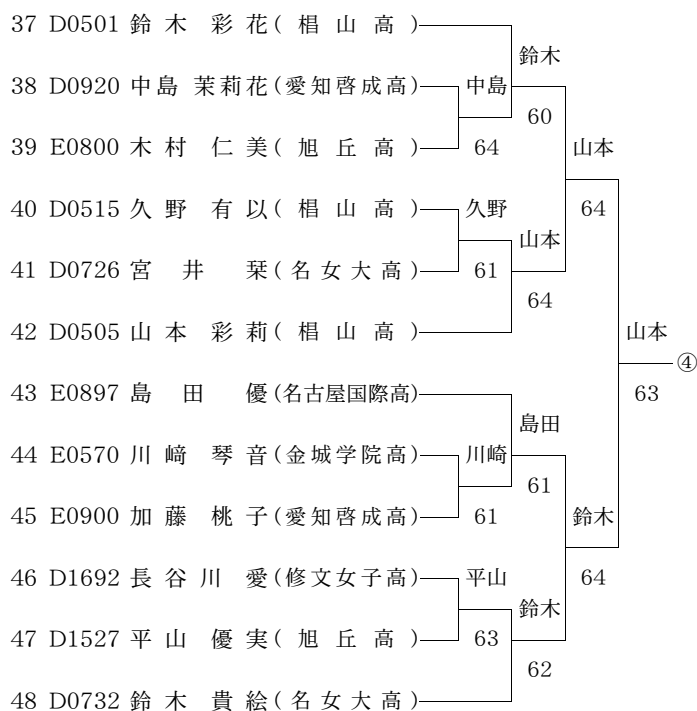 37 D0501 鈴木 彩花(椙山高)
鈴木
38 D0920 中島 茉莉花(愛知啓成高) 中島
60
39 E0800 木村 仁美(旭丘高) 64 山本
40 D0515 久野 有以(椙山高) 久野 64
山本
41 D0726 宮井 栞(名女大高) 61
64
42 D0505 山本 彩莉(椙山高) 山本
④
43 E0897 島田 優(名古屋国際高) 63
島田
44 E0570 川﨑 琴音(金城学院高) 川崎
61
45 E0900 加藤 桃子(愛知啓成高) 61 鈴木
46 D1692 長谷川 愛(修文女子高) 平山 64
鈴木
47 D1527 平山 優実(旭丘高) 63
62
48 D0732 鈴木 貴絵(名女大高)